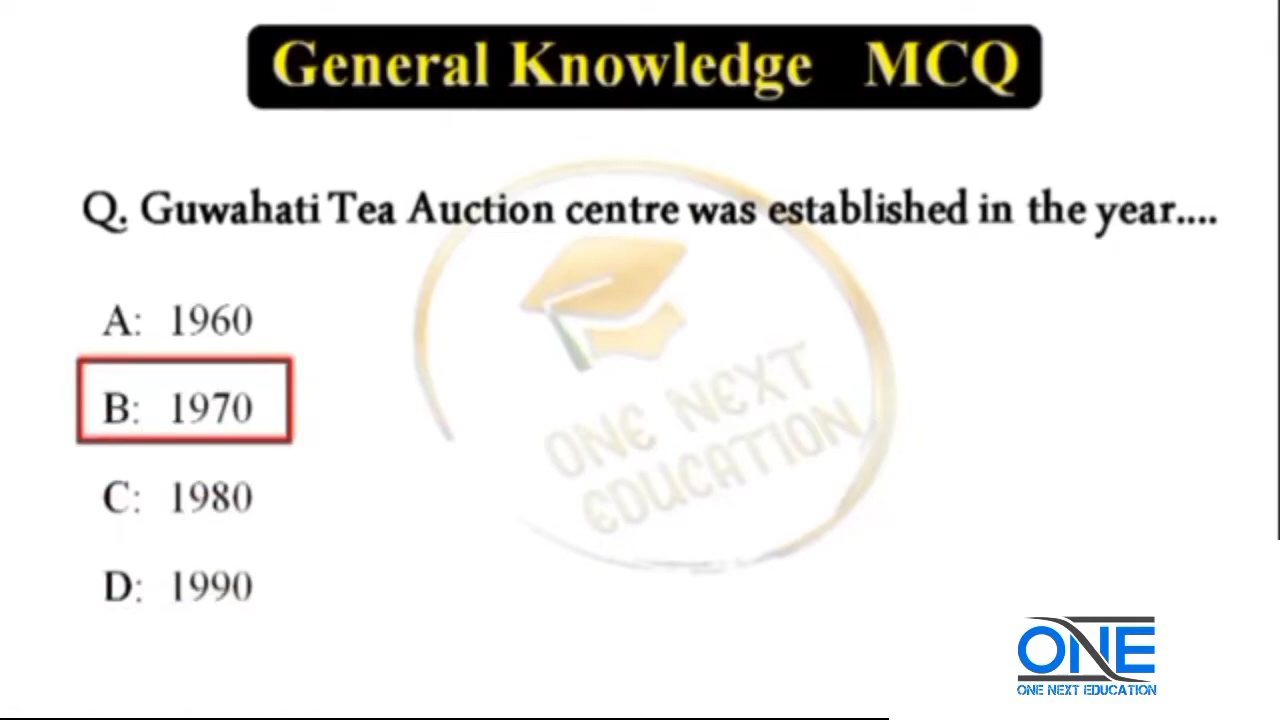 General Knowledge MCQ
Q. Guwahati Tea Auction centre was established in the year....
A: 1960
B: 1970
C: 1980
D: 1990
ONE NEXT
EDUCATION
ONE
ONE NEXT EDUCATION